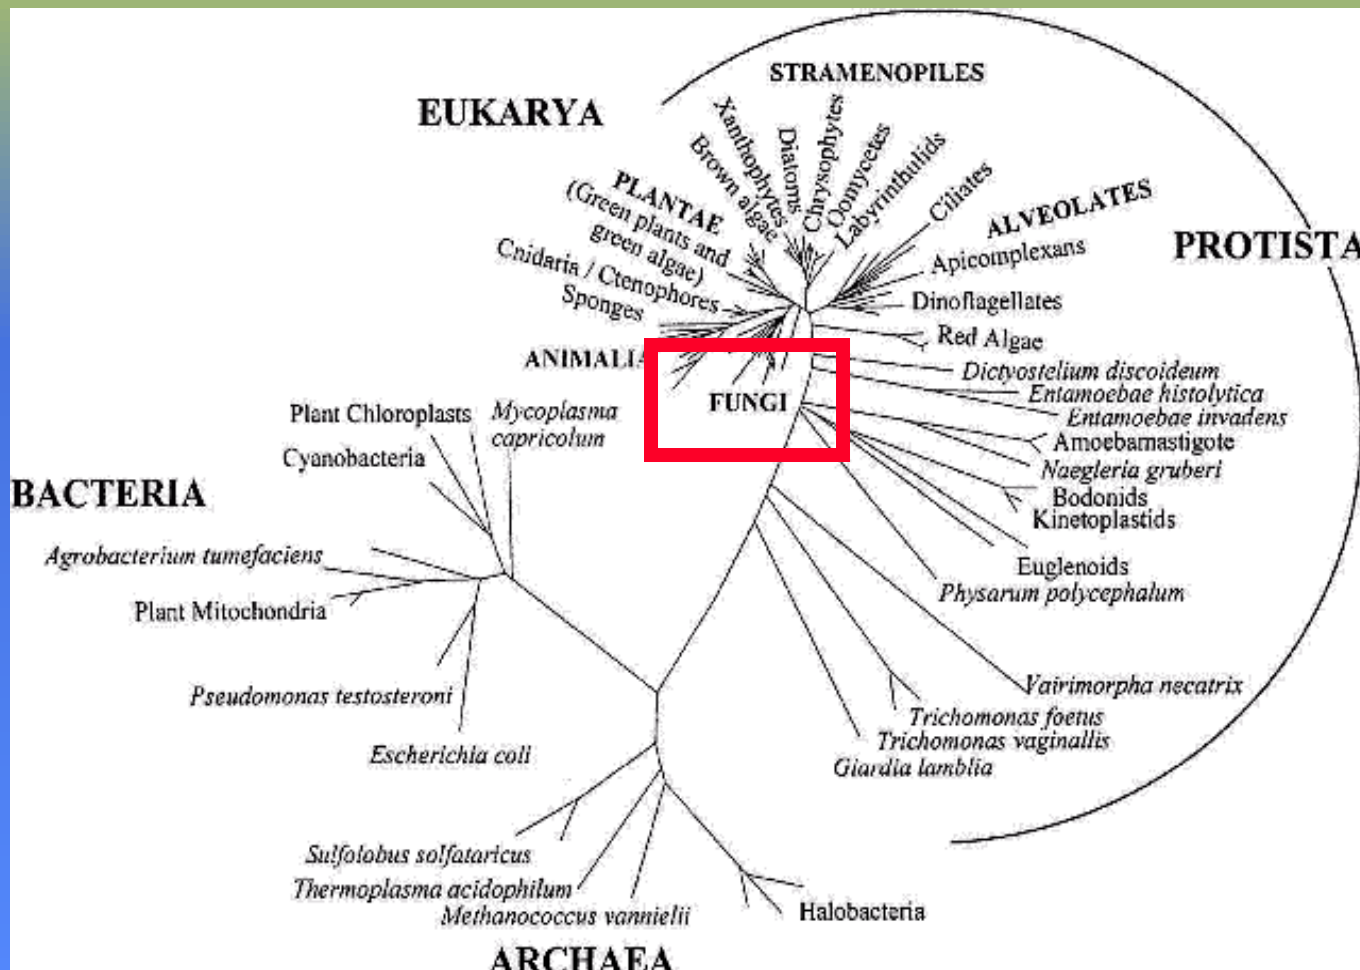 STRAMENOPILES
EUKARYA
Xanthophytes
Brown algae
Diatoms
Chrysophytes
Oomycetes
Labyrinthulids
Ciliates
ALVEOLATES
PLANTAE
(Green plants and
green algae)
PROTISTA
Apicomplexans
Cnidaria / Ctenophores
Sponges
Dinoflagellates
Red Algae
ANIMALIA
Dictyostelium discoideum
Entamoebae histolytica
Entamoebae invadens
FUNGI
Plant Chloroplasts
Mycoplasma
capricolum
Amoebamastigote
Cyanobacteria
Naegleria gruberi
BACTERIA
Bodonids
Kinetoplastids
Agrobacterium tumefaciens
Euglenoids
Physarum polycephalum
Plant Mitochondria
Pseudomonas testosteroni
Vairimorpha necatrix
Trichomonas foetus
Trichomonas vaginallis
Escherichia coli
Giardia lamblia
Sulfolobus solfataricus
Thermoplasma acidophilum
Methanococcus vannielii
Halobacteria
ARCHAEA